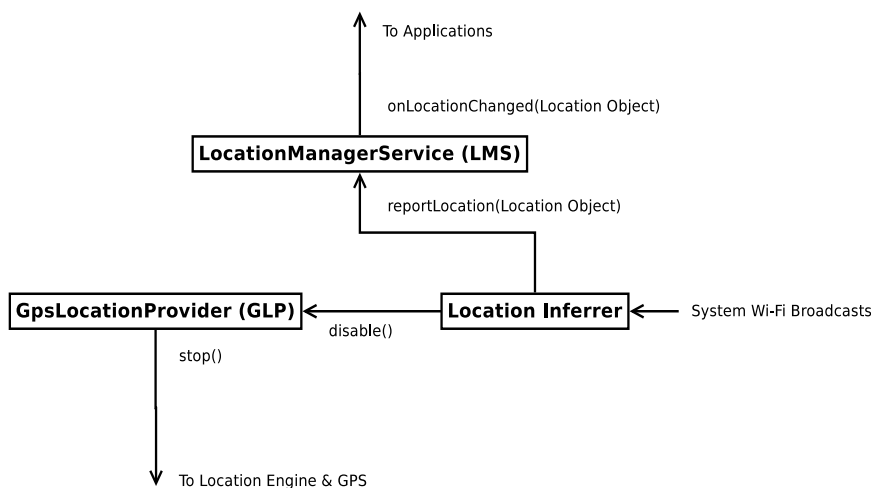 To Applications
onLocationChanged(Location Object)
LocationManagerService (LMS)
reportLocation(Location Object)
GpsLocationProvider (GLP)
Location Inferrer
System Wi-Fi Broadcasts
disable()
stop()
To Location Engine & GPS